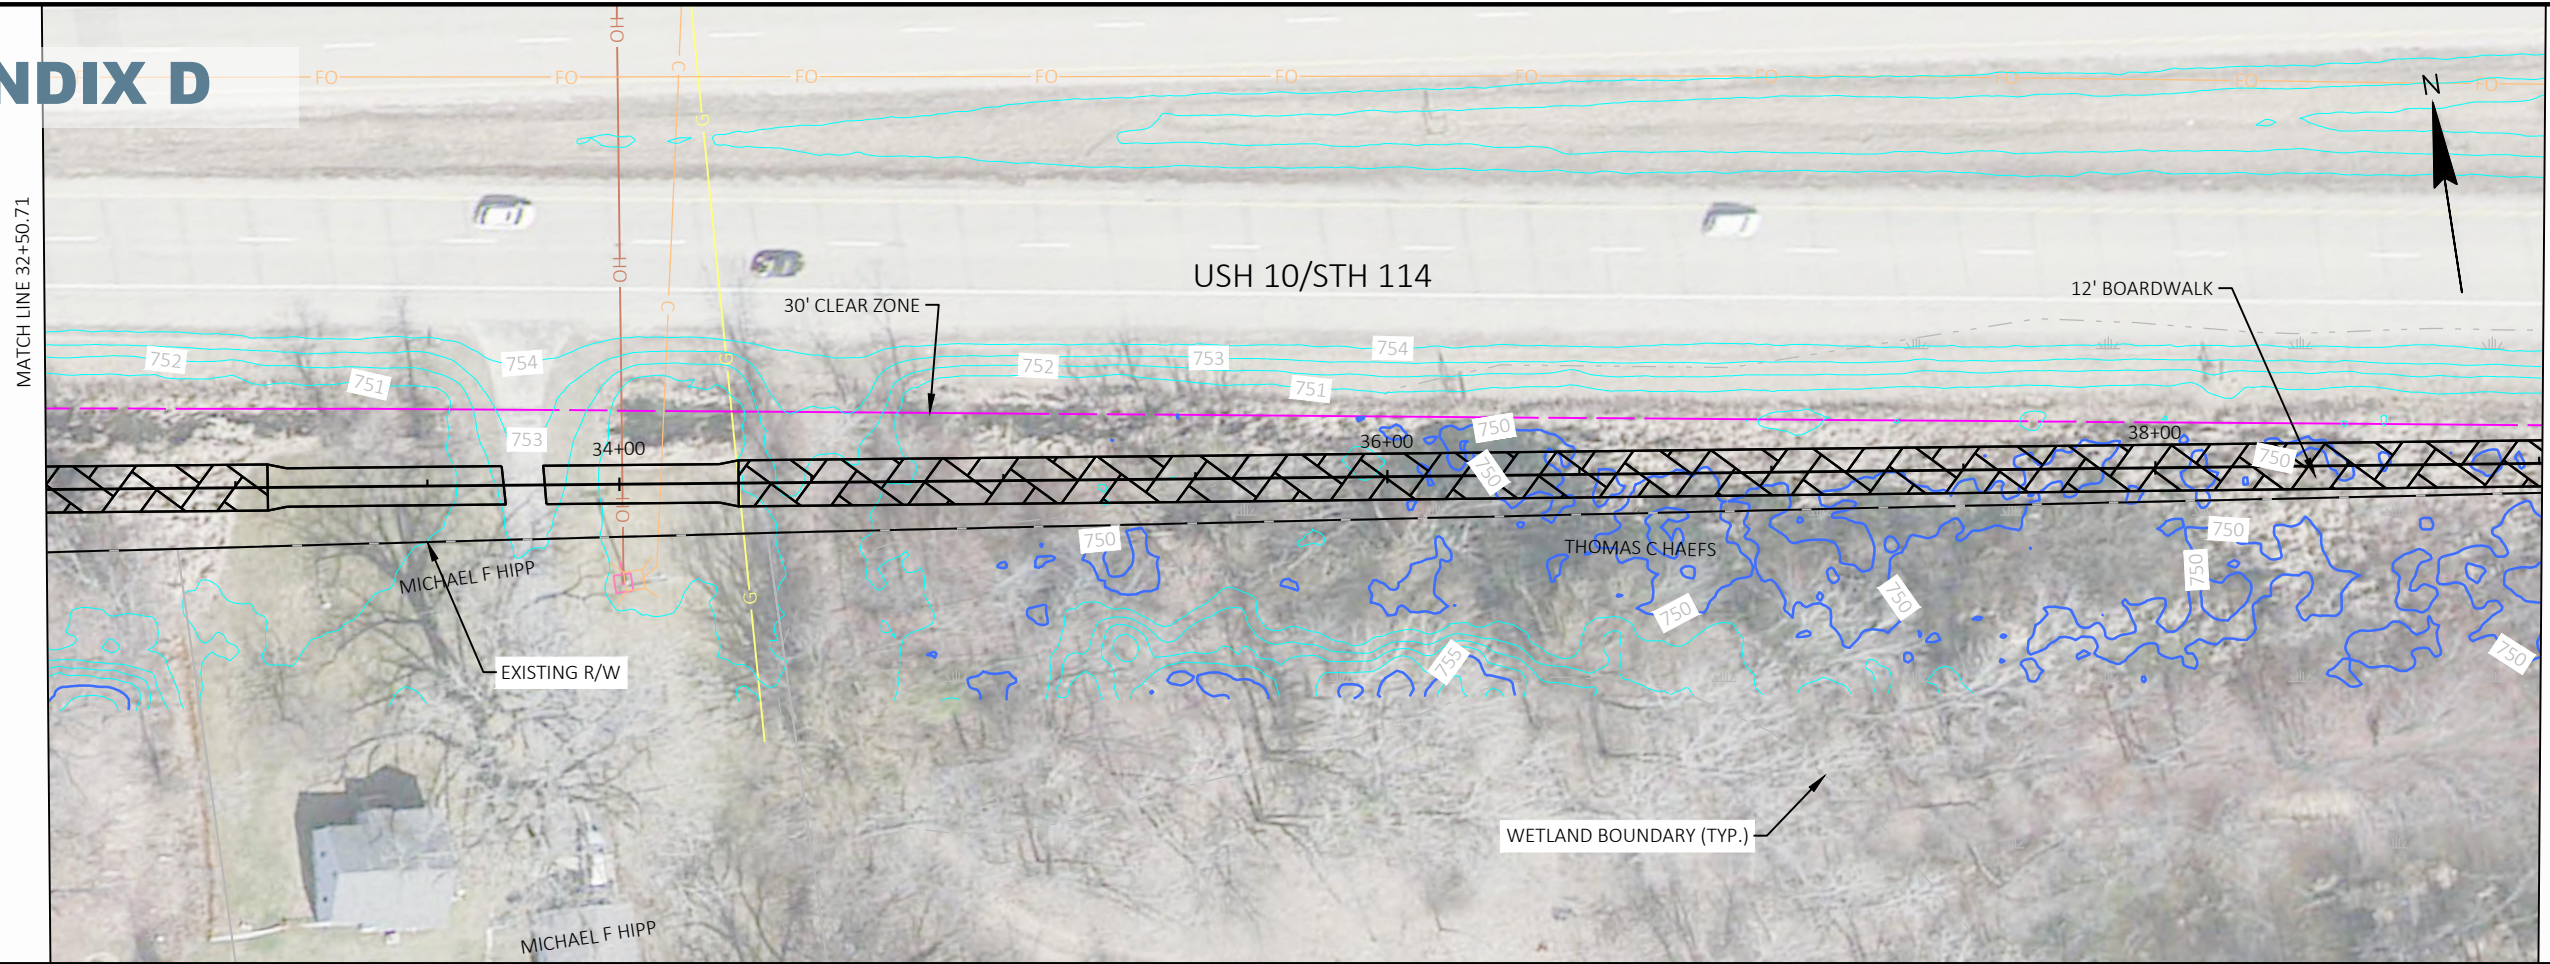 NDIX D
FO FO FO FO FO FO FO FO FO
OH
C
G
N
MATCH LINE 32+50.71
USH 10/STH 114
OH
C
G
30' CLEAR ZONE
12' BOARDWALK
752
751
754
753
752
753
754
751
750
34+00
36+00
38+00
750
750
OH
750
750
750
MICHAEL F HIPP
THOMAS C HAEFS
G
750
750
755
750
EXISTING R/W
WETLAND BOUNDARY (TYP.)
MICHAEL F HIPP